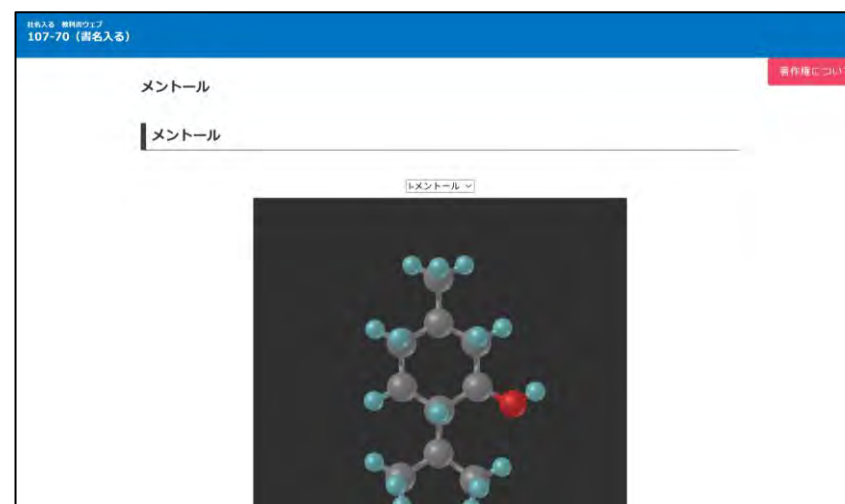 社名入る 教科書ウェブ
107-70（書名入る）
著作権について
メントール
メントール
l-メントール